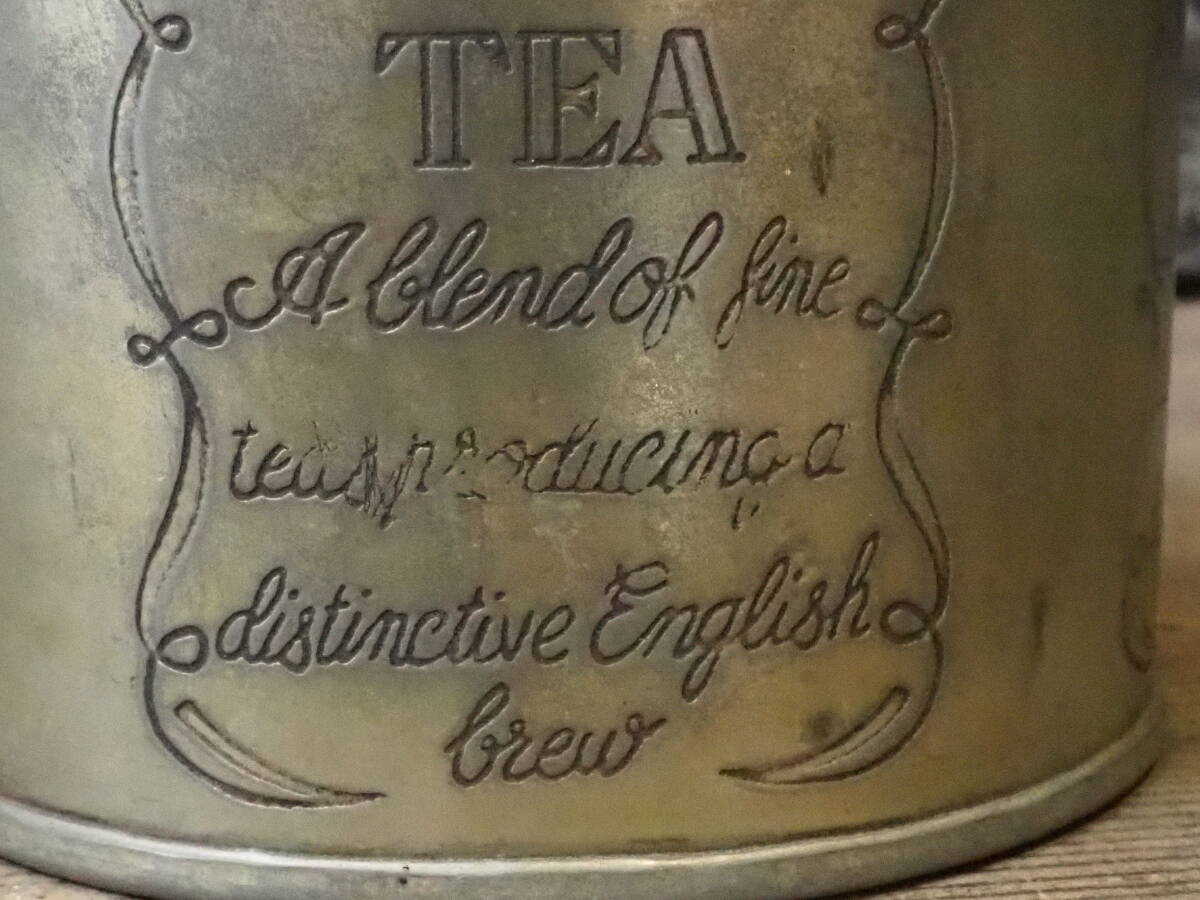 TEA
A blend of fine
teas producing a
distinctive English
brew